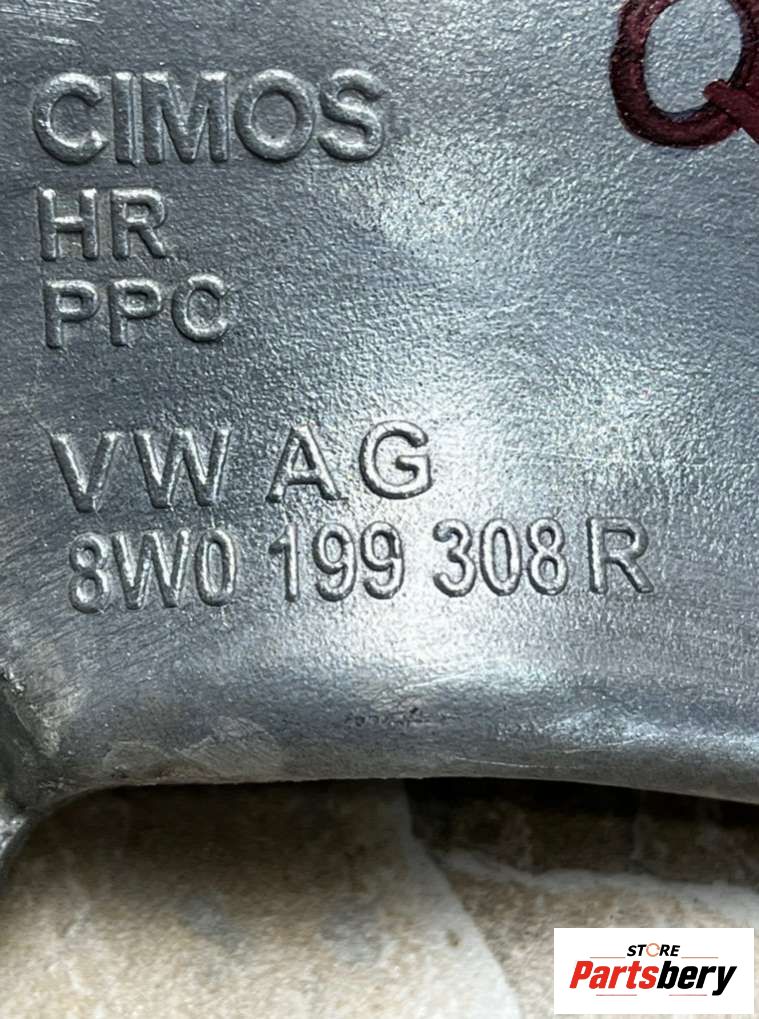 CIMOS
HR
PPC
VW AG
8W0 199 308 R
STORE
Partsbery